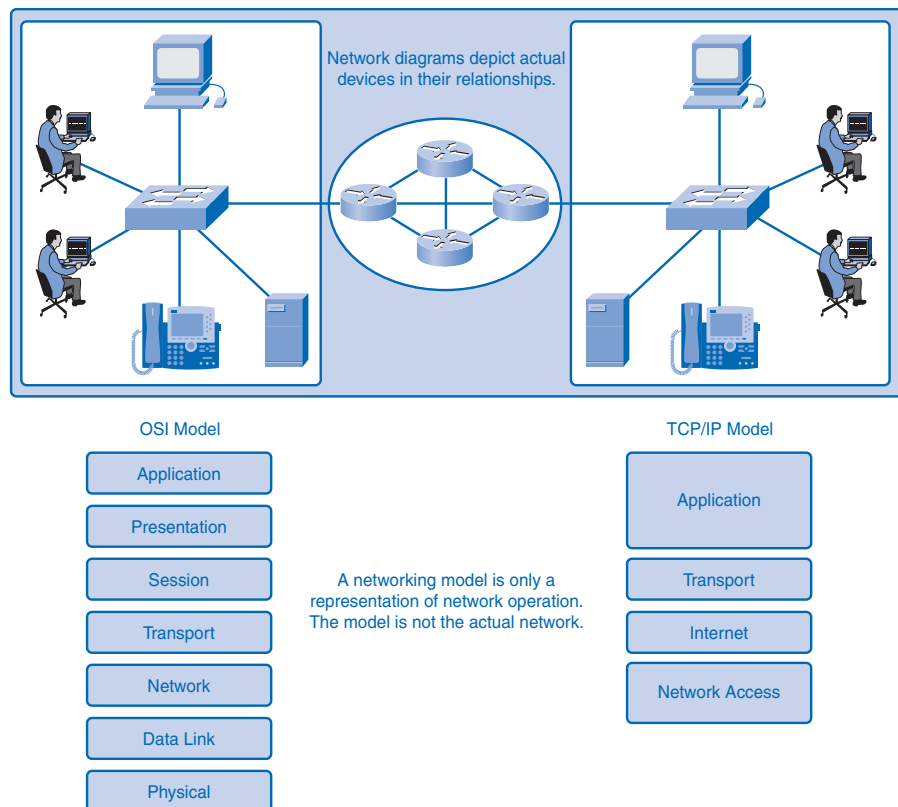 Network diagrams depict actual
devices in their relationships.
OSI Model
Application
Presentation
Session
Transport
Network
Data Link
Physical
A networking model is only a
representation of network operation.
The model is not the actual network.
TCP/IP Model
Application
Transport
Internet
Network Access